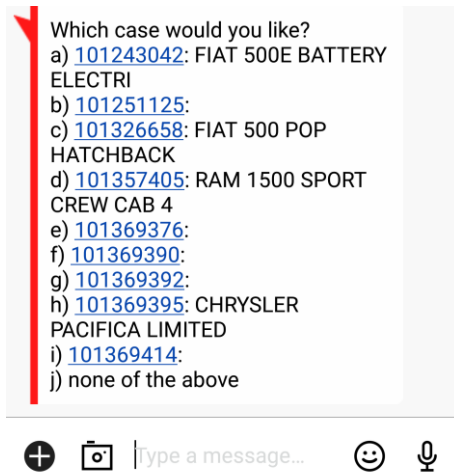 Which case would you like?
a) 101243042: FIAT 500E BATTERY
ELECTRI
b) 101251125:
c) 101326658: FIAT 500 POP
HATCHBACK
d) 101357405: RAM 1500 SPORT
CREW CAB 4
e) 101369376:
f) 101369390:
g) 101369392:
h) 101369395: CHRYSLER
PACIFICA LIMITED
i) 101369414:
j) none of the above
Type a message...